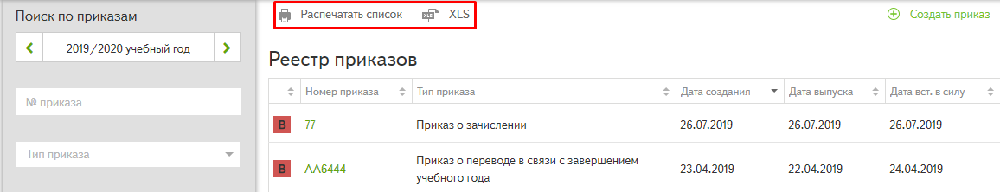 Поиск по приказам
2019/2020 учебный год
№ приказа
Тип приказа
Распечатать список XLS
Создать приказ
Реестр приказов
Номер приказа Тип приказа Дата создания Дата выпуска Дата вст. в силу
В 77 Приказ о зачислении 26.07.2019 26.07.2019 26.07.2019
В AA6444 Приказ о переводе в связи с завершением учебного года 23.04.2019 22.04.2019 24.04.2019